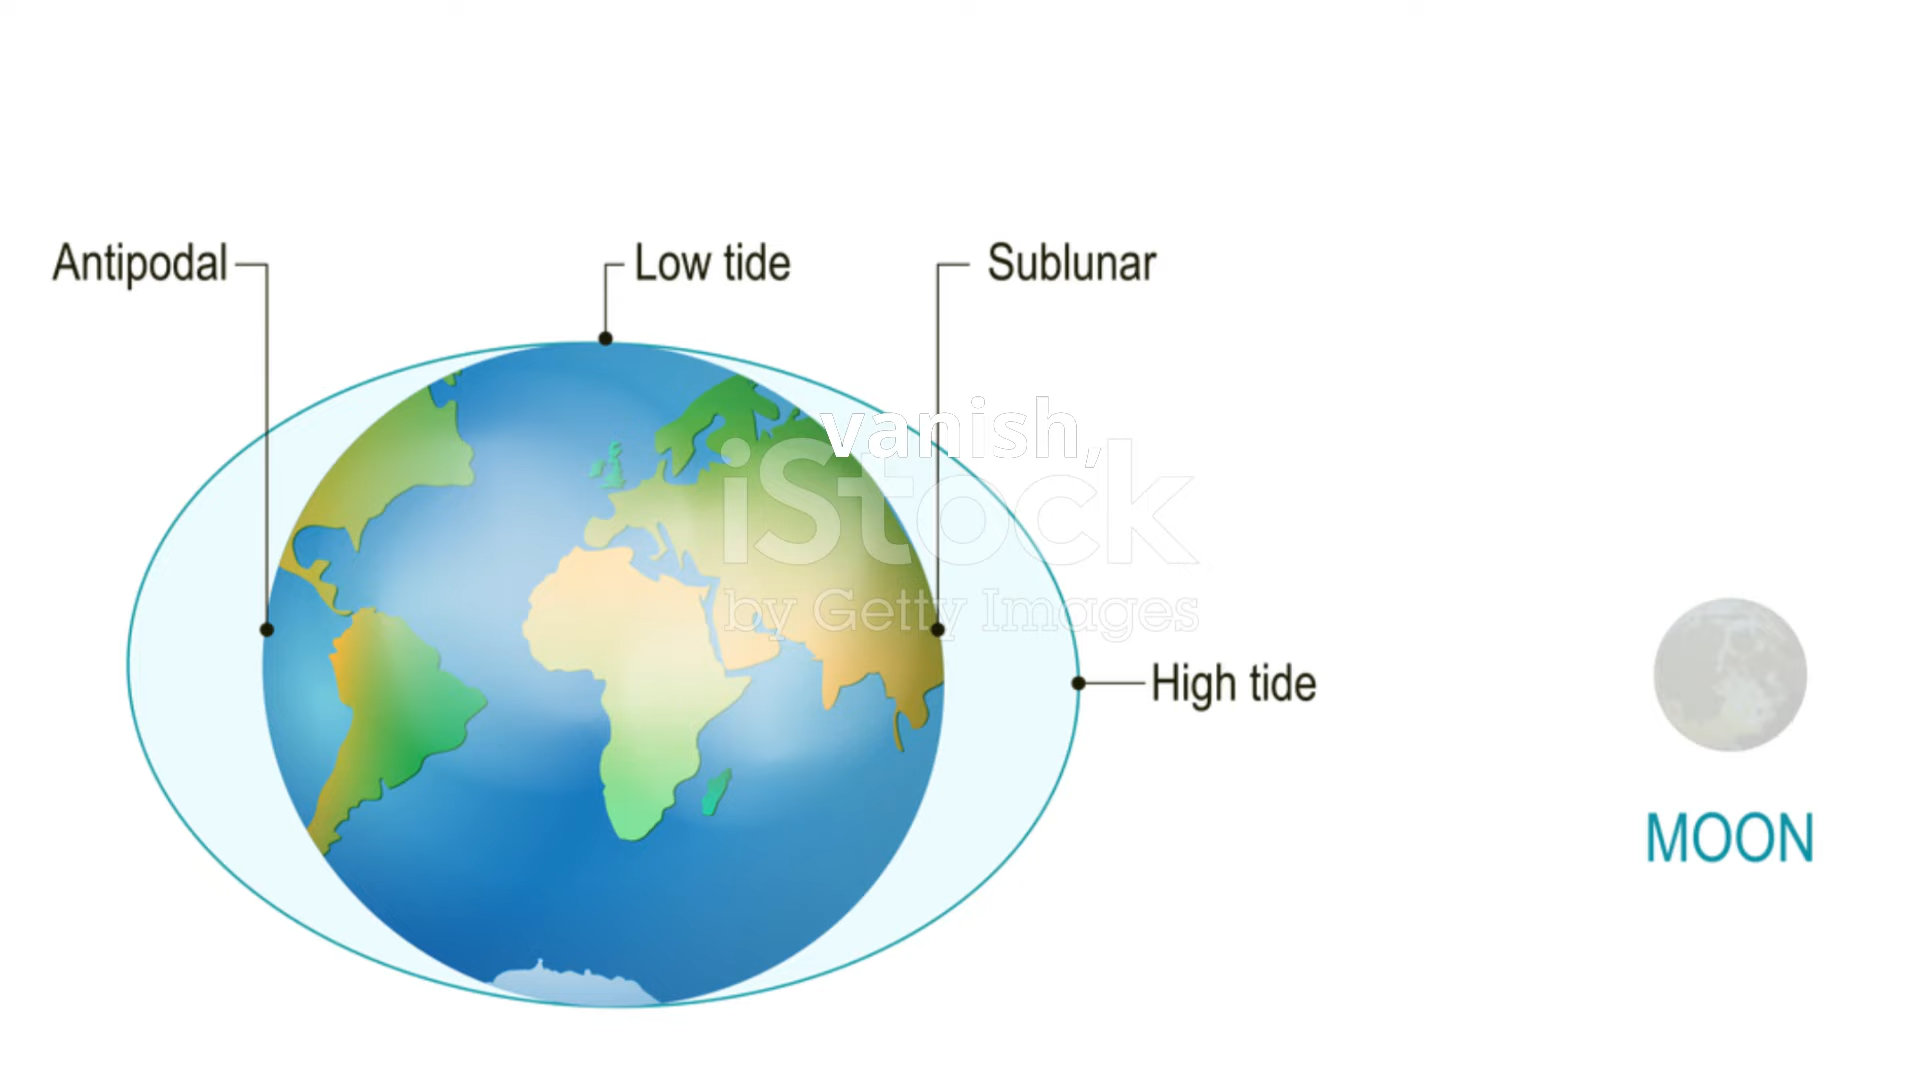 Antipodal
Low tide
Sublunar
vanish,
iStock
by Getty Images
High tide
MOON